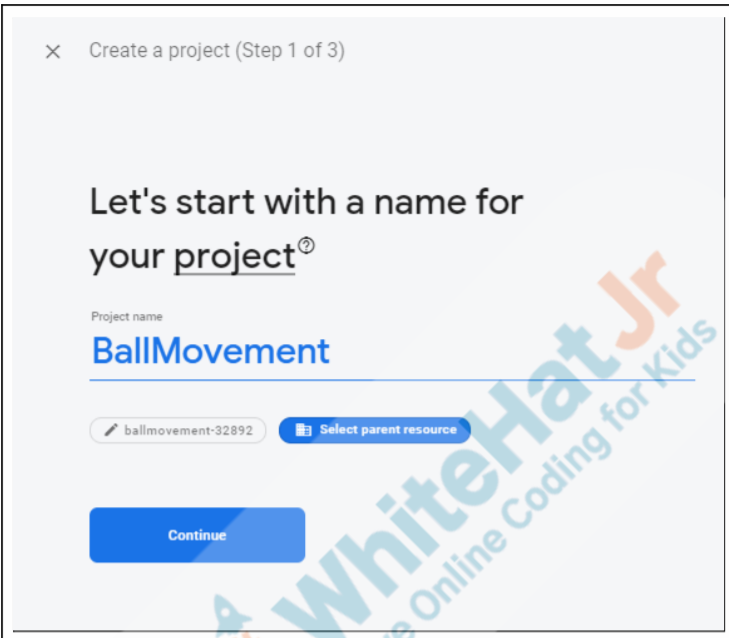 Create a project (Step 1 of 3)
Let's start with a name for
your project
Project name
BallMovement
ballmovement-32892
Select parent resource
Continue
WhiteHat Jr
Online Coding for Kids